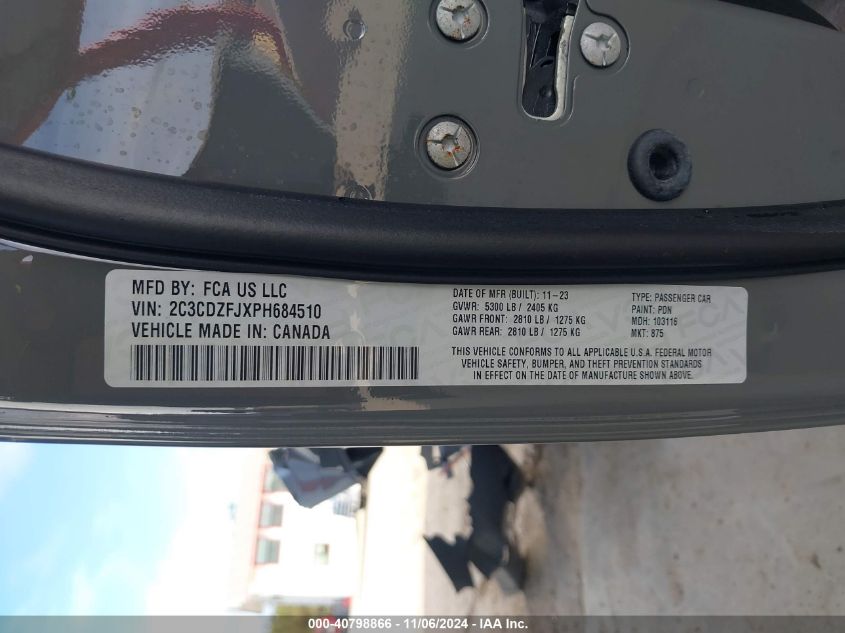 MFD BY: FCA US LLC
VIN: 2C3CDZFJXPH684510
VEHICLE MADE IN: CANADA
DATE OF MFR (BUILT): 11-23
GVWR: 5300 LB / 2405 KG
GAWR FRONT: 2810 LB / 1275 KG
GAWR REAR: 2810 LB / 1275 KG
TYPE: PASSENGER CAR
PAINT: PDN
MDH: 103116
MKT: 875
THIS VEHICLE CONFORMS TO ALL APPLICABLE U.S.A. FEDERAL MOTOR
VEHICLE SAFETY, BUMPER, AND THEFT PREVENTION STANDARDS
IN EFFECT ON THE DATE OF MANUFACTURE SHOWN ABOVE.
000-40798866 - 11/06/2024 - IAAI.com